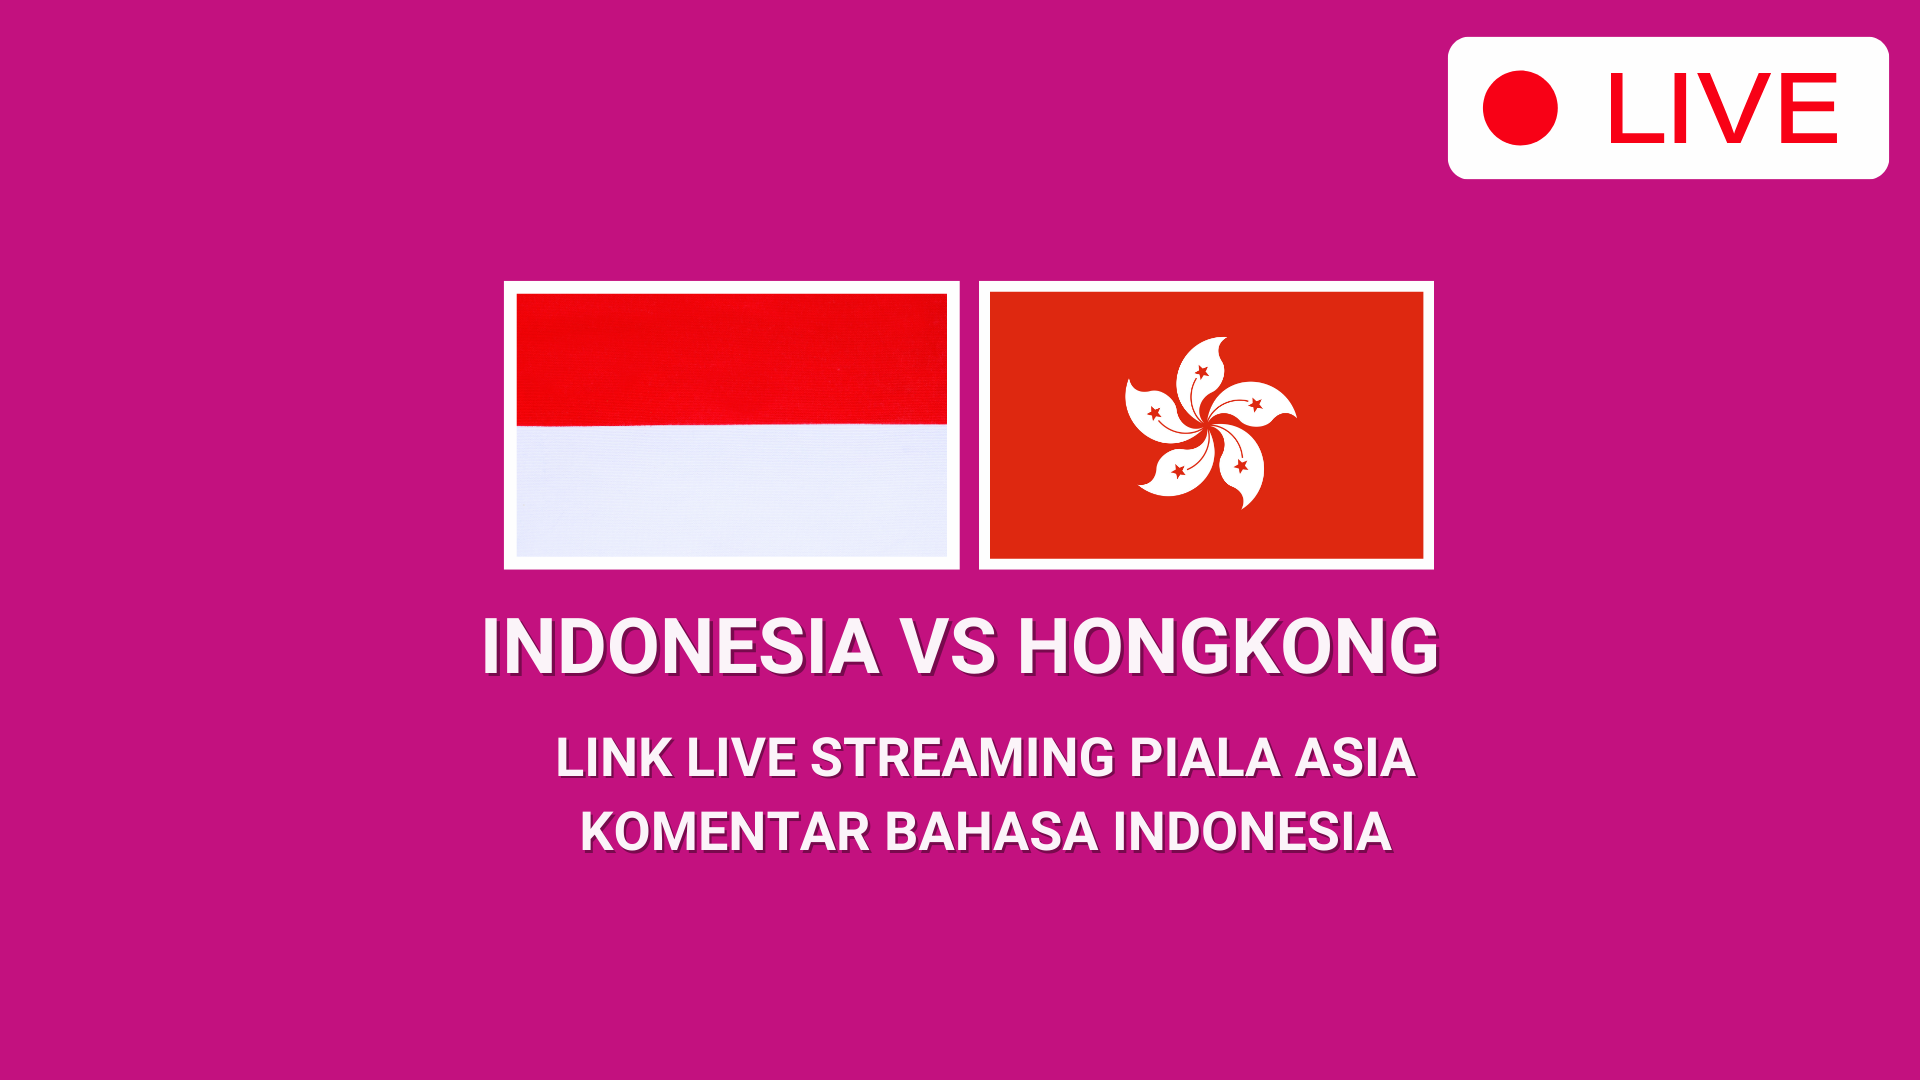 LIVE
INDONESIA VS HONGKONG
LINK LIVE STREAMING PIALA ASIA
KOMENTAR BAHASA INDONESIA